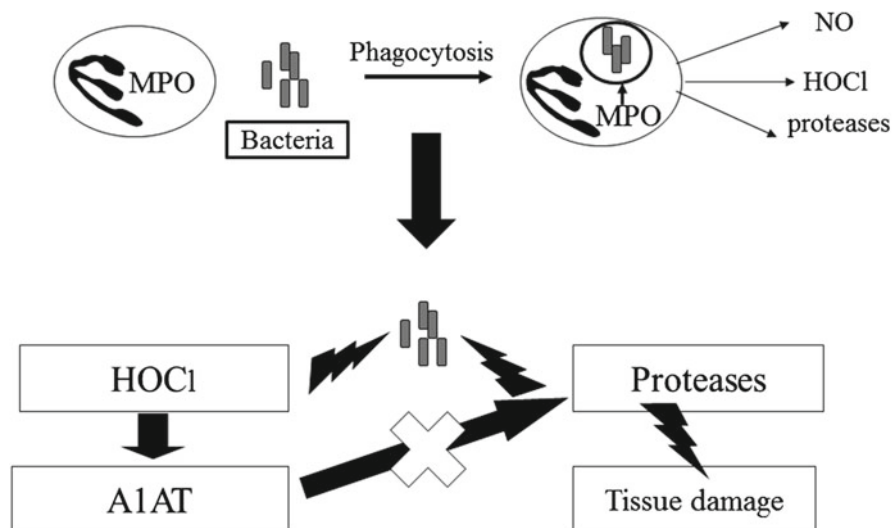 MPO
Bacteria
Phagocytosis
MPO
NO
HOCl
proteases
HOCl
Proteases
A1AT
Tissue damage